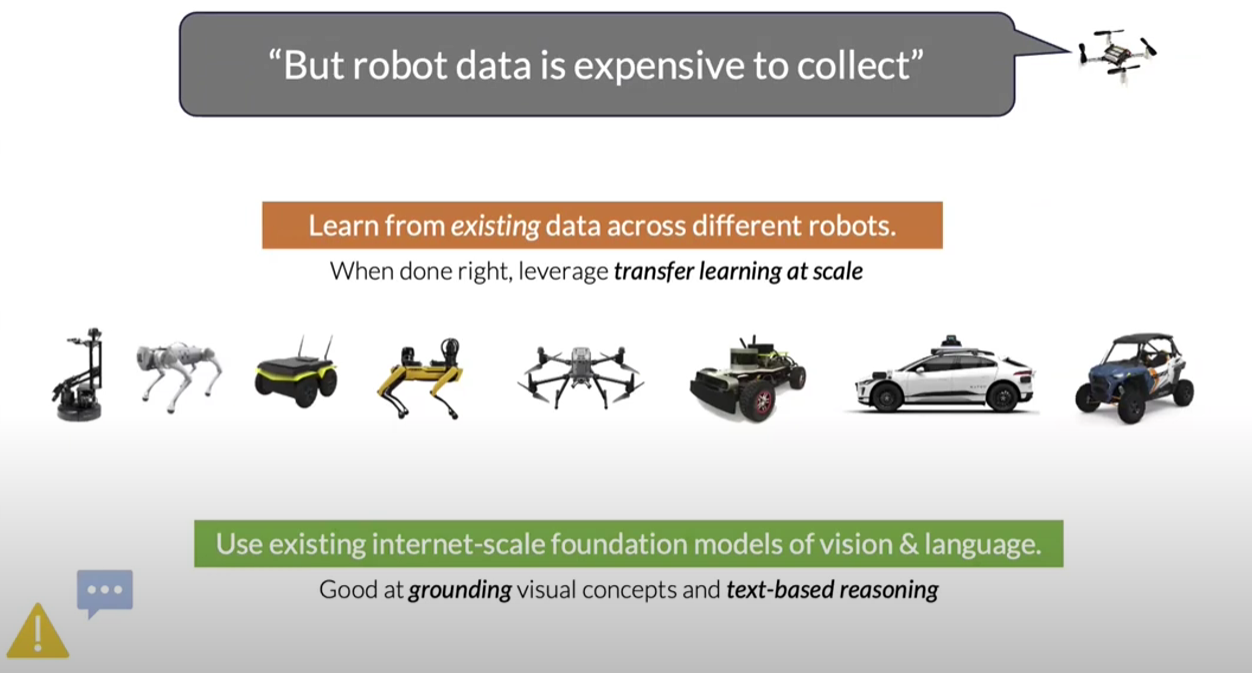 “But robot data is expensive to collect”
Learn from existing data across different robots.
When done right, leverage transfer learning at scale
Use existing internet-scale foundation models of vision & language.
Good at grounding visual concepts and text-based reasoning